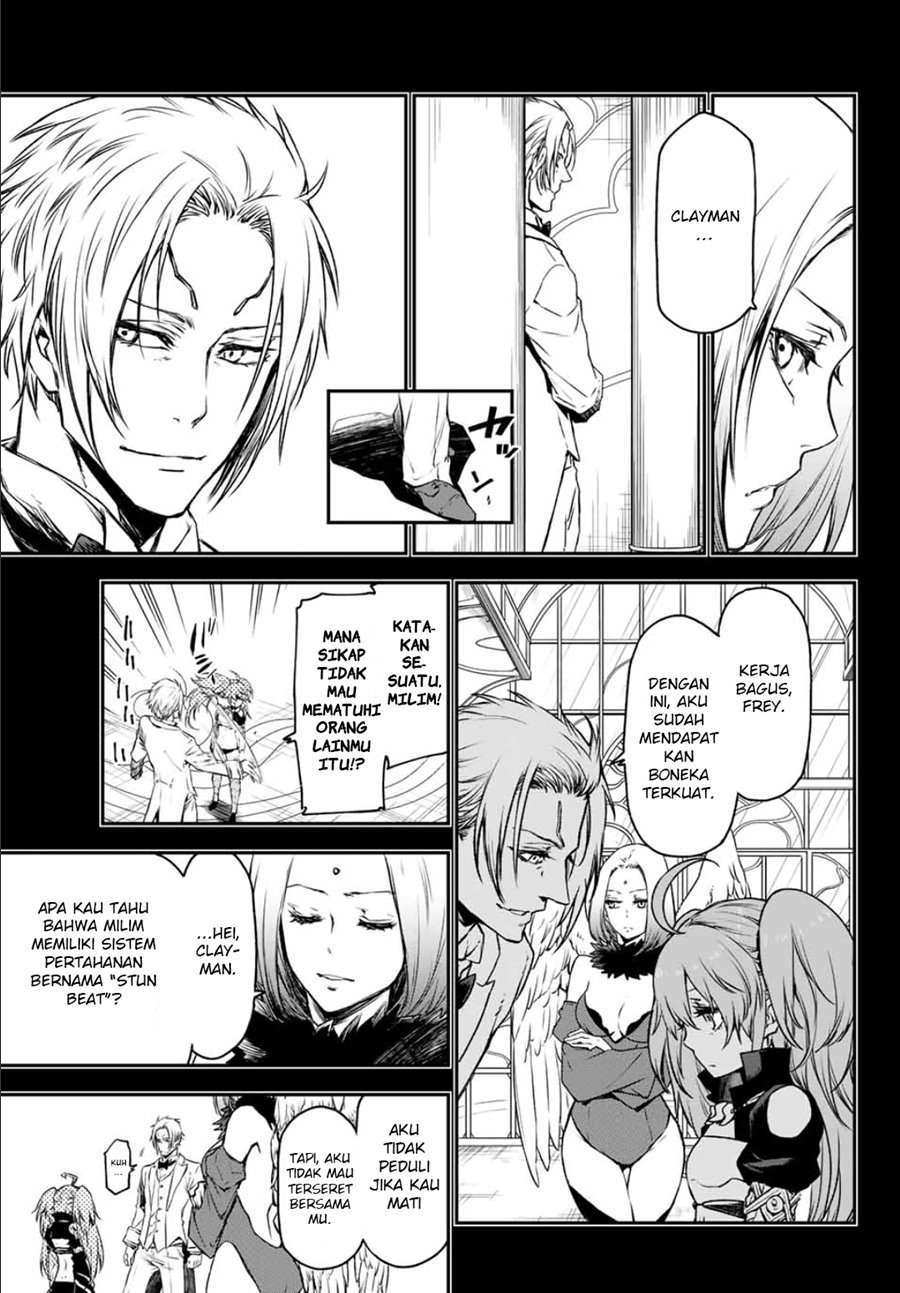 CLAYMAN
...
カッ
KERJA
BAGUS,
FREY.
DENGAN
INI, AKU
SUDAH
MENDAPAT
KAN
BONEKA
TERKUAT.
KATA-
KAN
SE-
SUATU,
MILIM!
MANA
SIKAP
TIDAK
MAU
MEMATUHI
ORANG
LAINMU
ITU!?
...HEI,
CLAY-
MAN.
APA KAU TAHU
BAHWA MILIM
MEMILIKI SISTEM
PERTAHANAN
BERNAMA "STUN
BEAT"?
AKU
TIDAK
PEDULI
JIKA KAU
MATI
TAPI, AKU
TIDAK MAU
TERSERET
BERSAMA
MU.
KUH
...